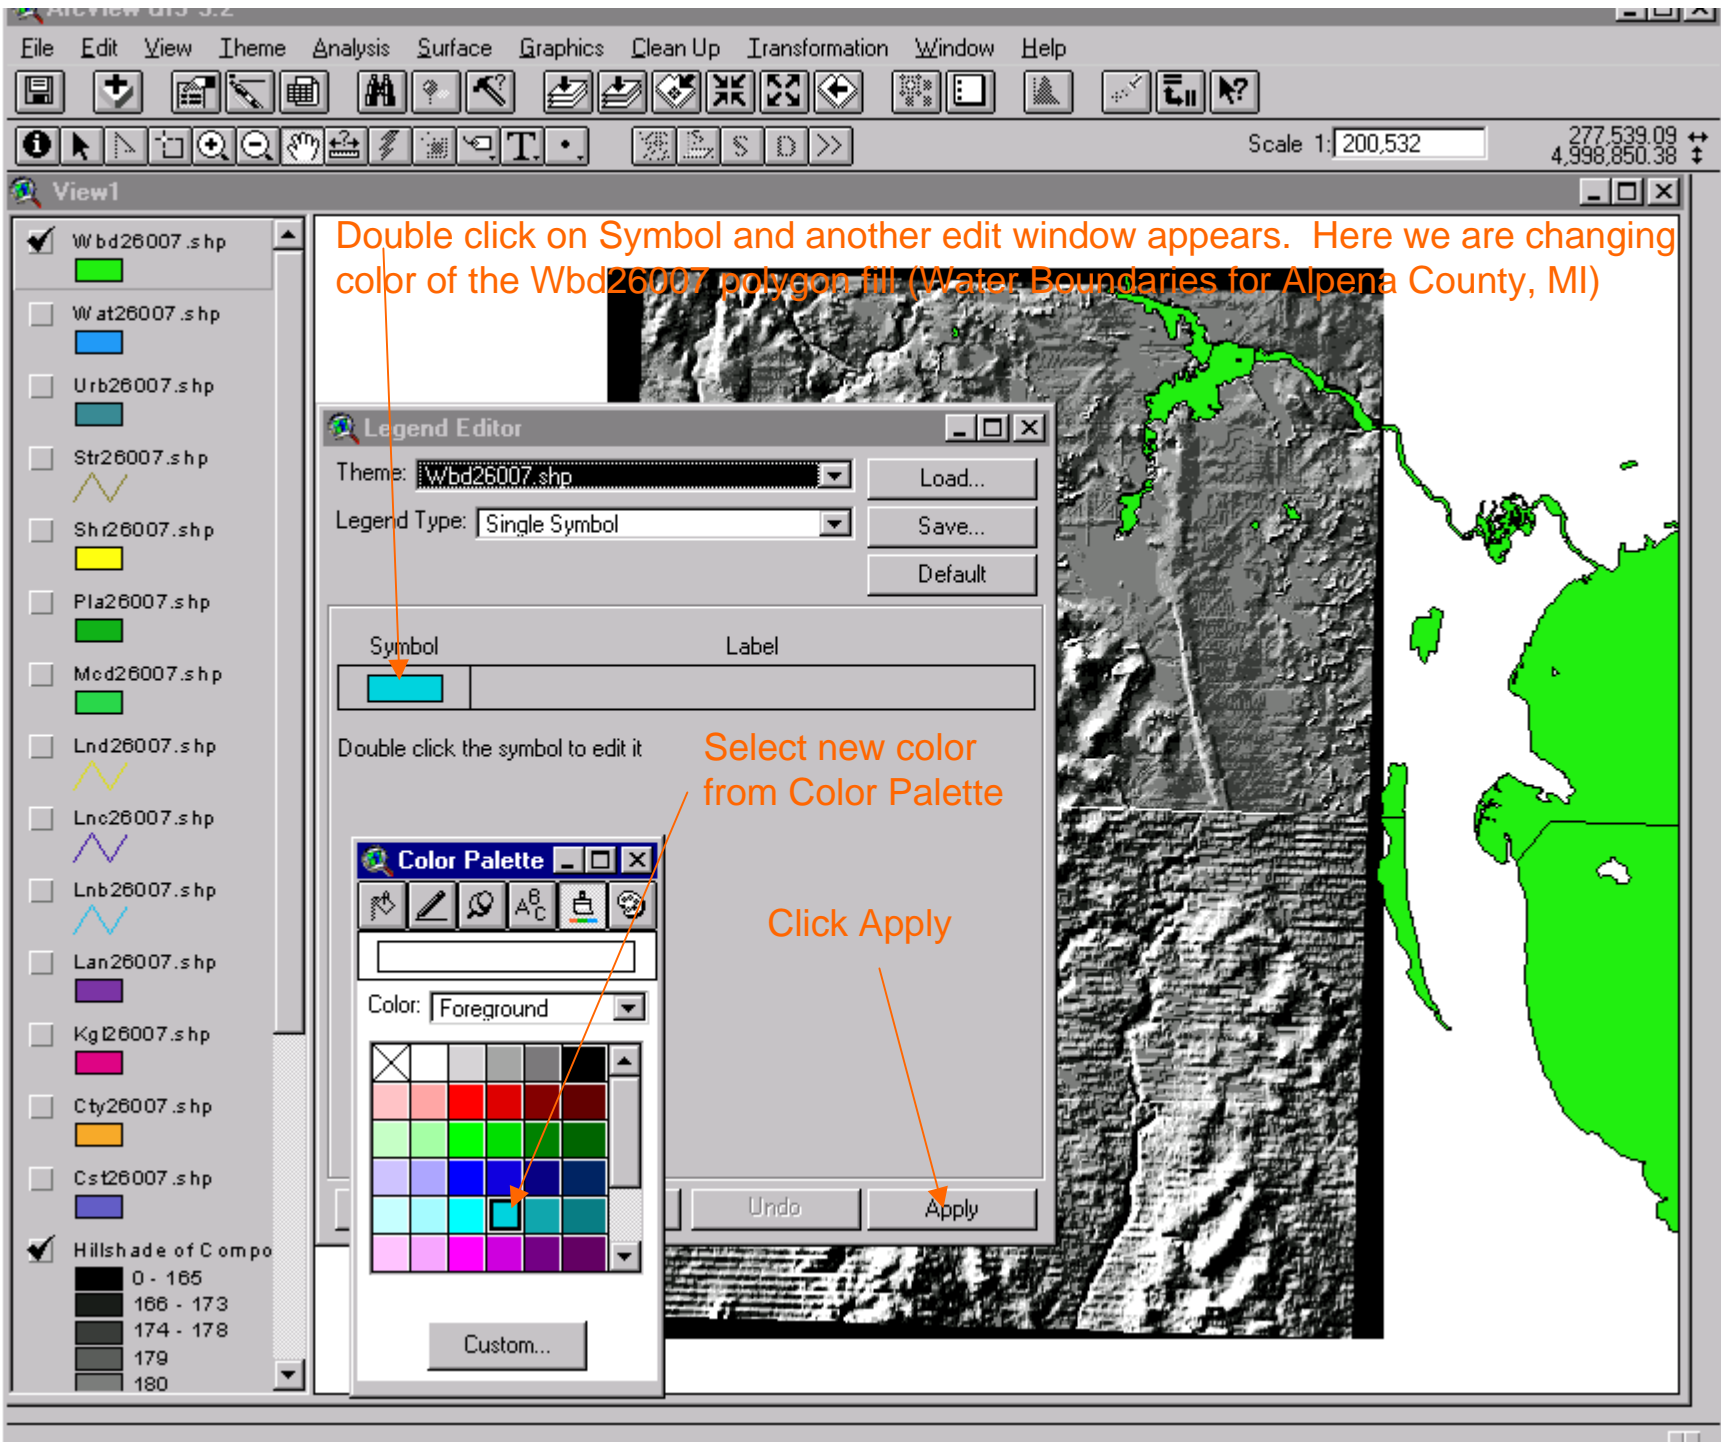 ArcView GIS 3.2
File Edit View Theme Analysis Surface Graphics Clean Up Transformation Window Help
Scale 1: 200,532
277,539.09
4,998,850.38
View1
Double click on Symbol and another edit window appears. Here we are changing
color of the Wbd26007 polygon fill (Water Boundaries for Alpena County, MI)
Wbd26007.shp
Wat26007.shp
Urb26007.shp
Str26007.shp
Shr26007.shp
Pla26007.shp
Mcd26007.shp
Lnd26007.shp
Lnc26007.shp
Lnb26007.shp
Lan26007.shp
Kgl26007.shp
Cty26007.shp
Cst26007.shp
Hillshade of Compo
0 - 165
166 - 173
174 - 178
179
180
Legend Editor
Theme: Wbd26007.shp
Load...
Legend Type: Single Symbol
Save...
Default
Symbol Label
Double click the symbol to edit it
Select new color
from Color Palette
Click Apply
Undo
Apply
Color Palette
ABC
Color: Foreground
Custom...